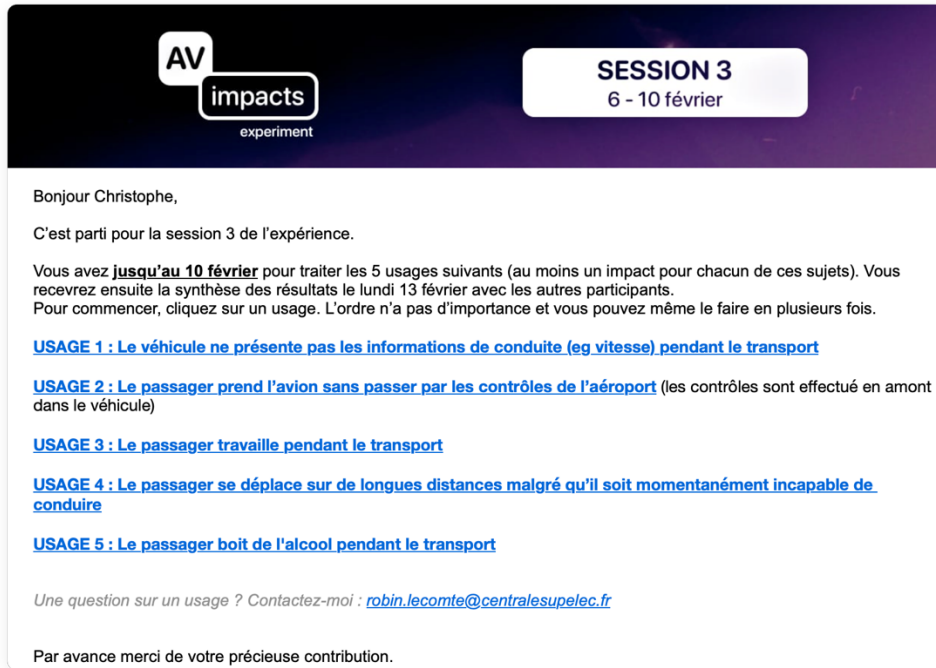 AV
impacts
experiment
SESSION 3
6 - 10 février
Bonjour Christophe,
C’est parti pour la session 3 de l’expérience.
Vous avez jusqu’au 10 février pour traiter les 5 usages suivants (au moins un impact pour chacun de ces sujets). Vous
recevrez ensuite la synthèse des résultats le lundi 13 février avec les autres participants.
Pour commencer, cliquez sur un usage. L’ordre n’a pas d’importance et vous pouvez même le faire en plusieurs fois.
USAGE 1 : Le véhicule ne présente pas les informations de conduite (eg vitesse) pendant le transport
USAGE 2 : Le passager prend l’avion sans passer par les contrôles de l’aéroport (les contrôles sont effectué en amont
dans le véhicule)
USAGE 3 : Le passager travaille pendant le transport
USAGE 4 : Le passager se déplace sur de longues distances malgré qu’il soit momentanément incapable de
conduire
USAGE 5 : Le passager boit de l'alcool pendant le transport
Une question sur un usage ? Contactez-moi : robin.lecomte@centralesupelec.fr
Par avance merci de votre précieuse contribution.